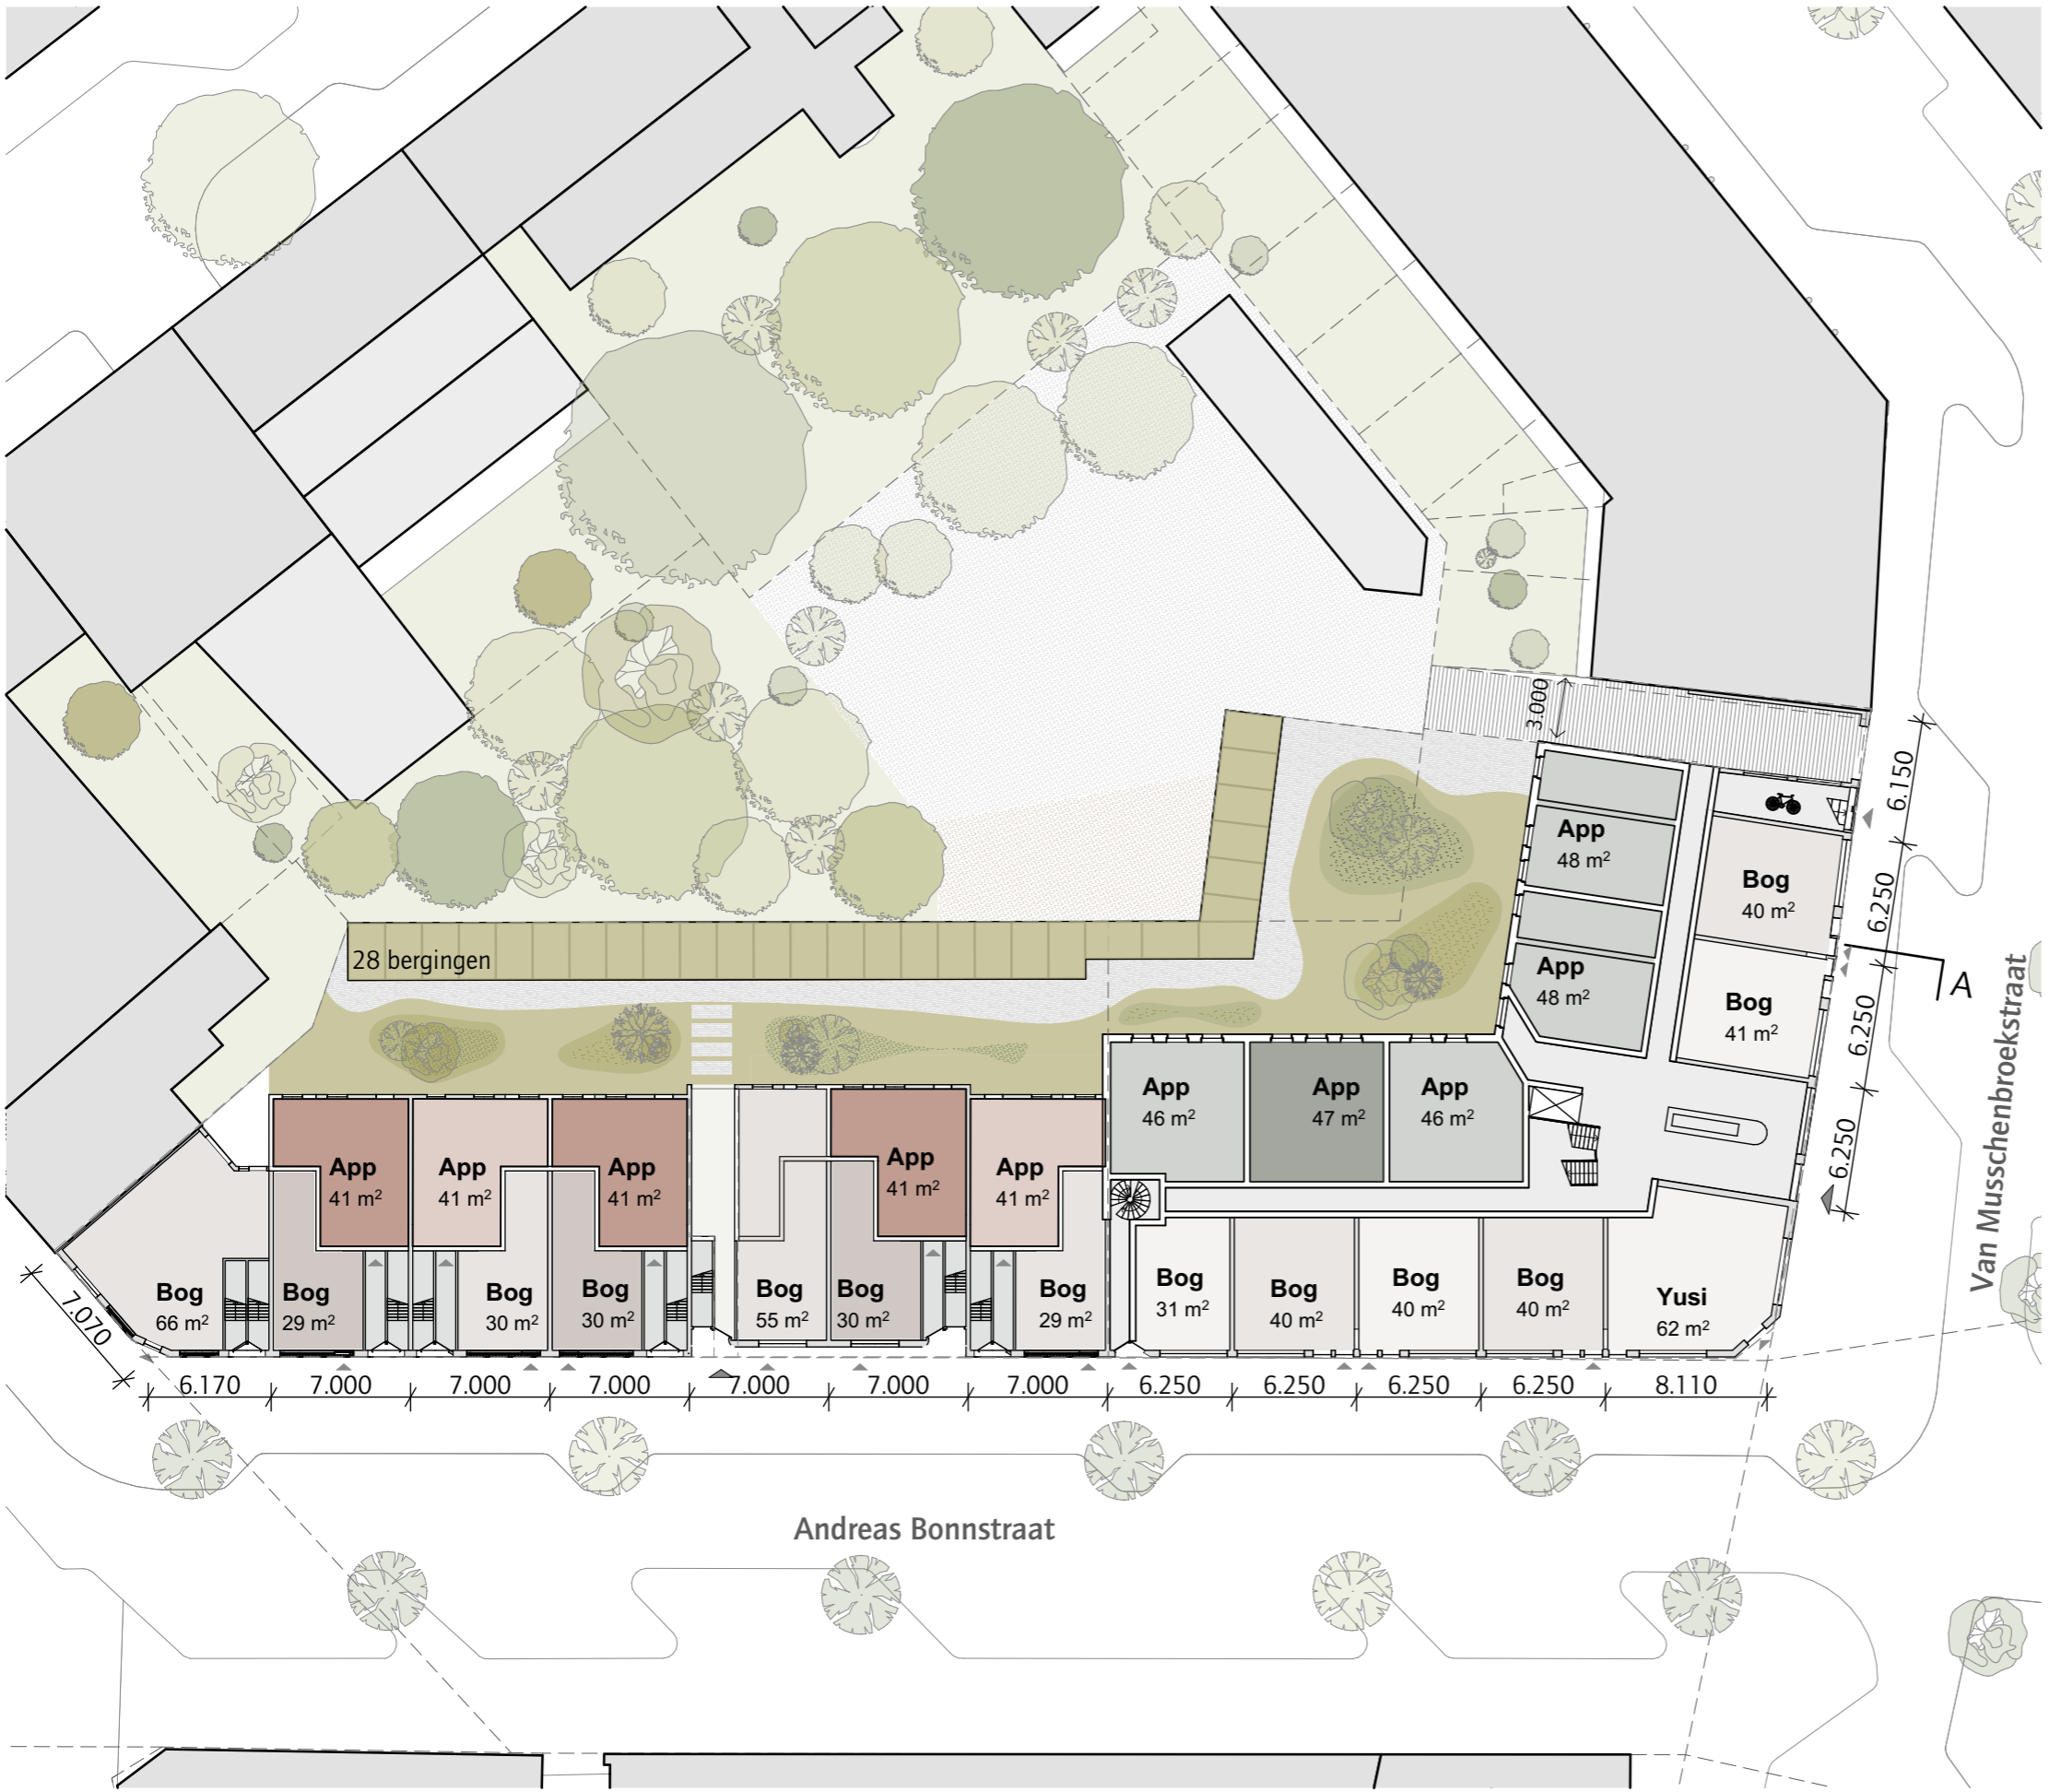 3.000
6.150
App
48 m²
Bog
40 m²
6.250
28 bergingen
App
48 m²
A
Bog
41 m²
6.250
Van Musschenbroekstraat
App
46 m²
App
47 m²
App
46 m²
6.250
App
41 m²
App
41 m²
App
41 m²
App
41 m²
App
41 m²
Bog
66 m²
Bog
29 m²
Bog
30 m²
Bog
30 m²
Bog
55 m²
Bog
30 m²
Bog
29 m²
Bog
31 m²
Bog
40 m²
Bog
40 m²
Bog
40 m²
Yusi
62 m²
7.070
6.170
7.000
7.000
7.000
7.000
7.000
7.000
6.250
6.250
6.250
6.250
8.110
Andreas Bonnstraat